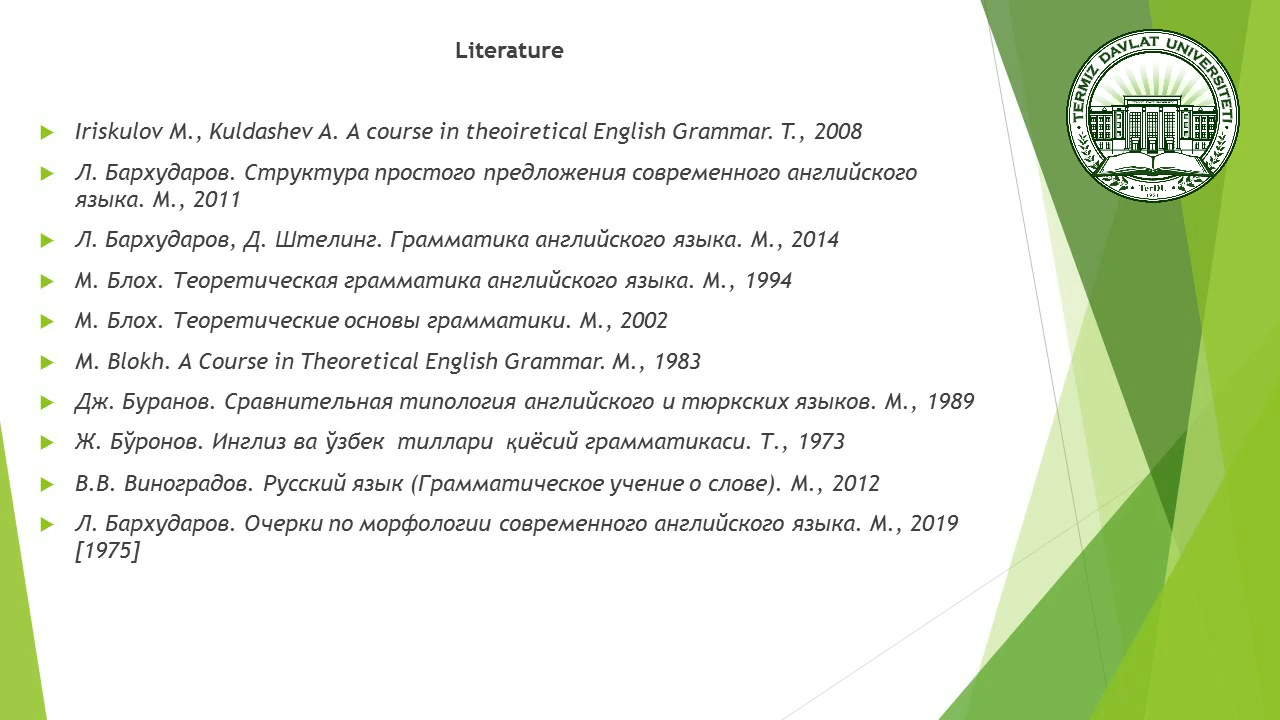 Literature
TERMIZ DAVLAT UNIVERSITETI
TerDU
1992
Iriskulov M., Kuldashev A. A course in theoiretical English Grammar. T., 2008
Л. Бархударов. Структура простого предложения современного английского
языка. М., 2011
Л. Бархударов, Д. Штелинг. Грамматика английского языка. М., 2014
М. Блох. Теоретическая грамматика английского языка. М., 1994
М. Блох. Теоретические основы грамматики. М., 2002
M. Blokh. A Course in Theoretical English Grammar. M., 1983
Дж. Буранов. Сравнительная типология английского и тюркских языков. М., 1989
Ж. Бўронов. Инглиз ва ўзбек тиллари қиёсий грамматикаси. Т., 1973
В.В. Виноградов. Русский язык (Грамматическое учение о слове). М., 2012
Л. Бархударов. Очерки по морфологии современного английского языка. М., 2019
[1975]